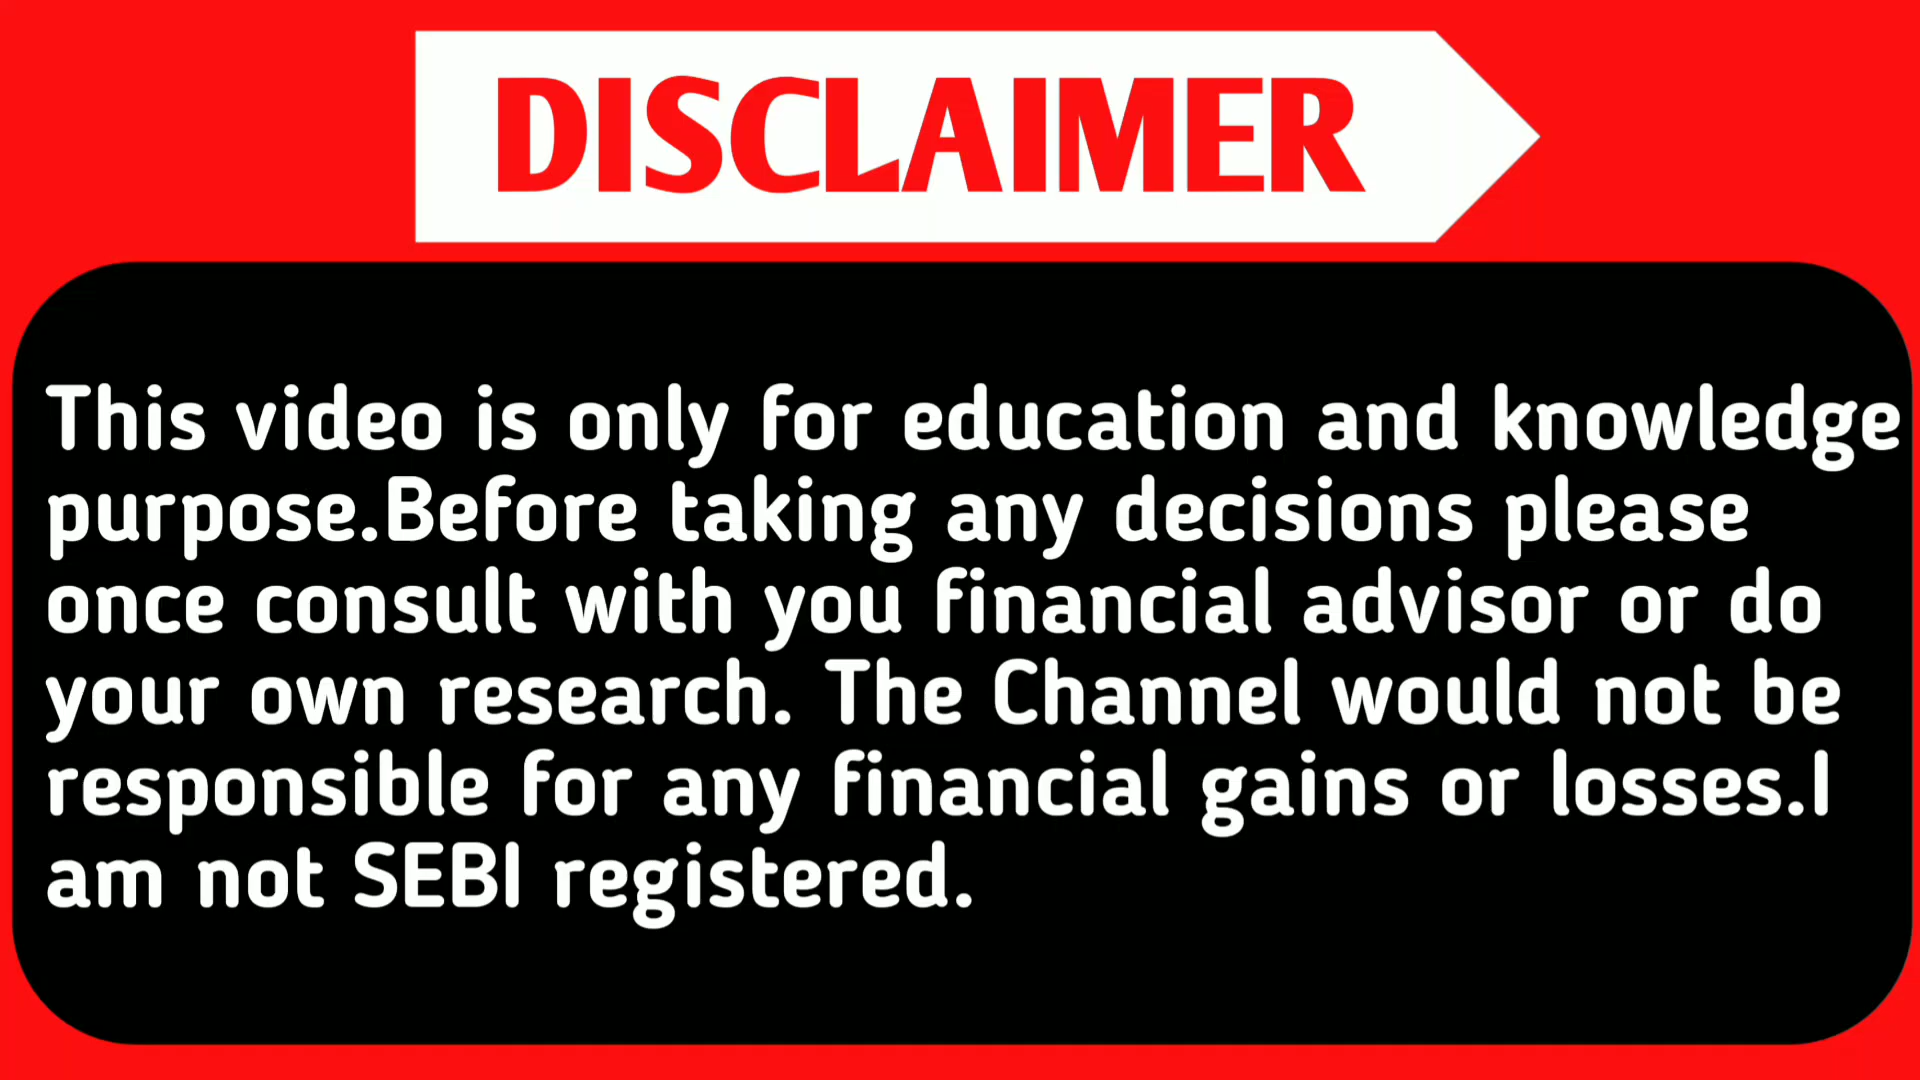 DISCLAIMER
This video is only for education and knowledge
purpose.Before taking any decisions please
once consult with you financial advisor or do
your own research. The Channel would not be
responsible for any financial gains or losses.I
am not SEBI registered.